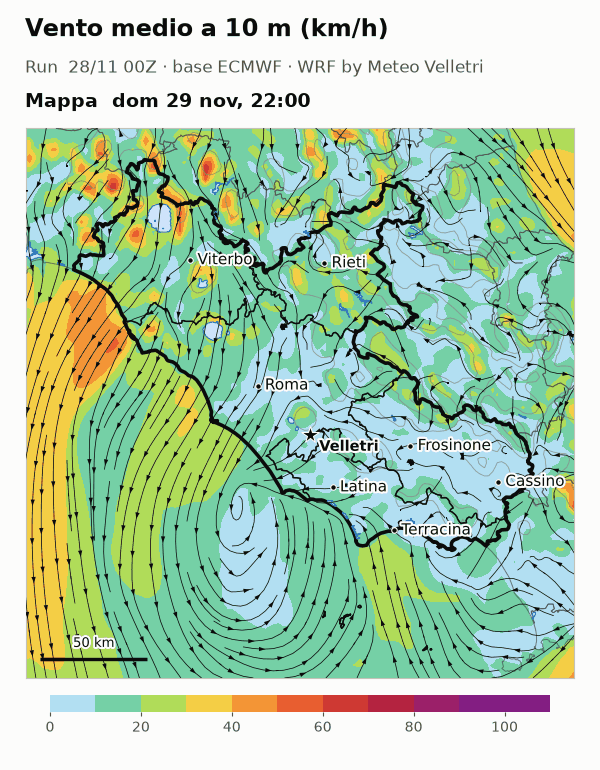 Vento medio a 10 m (km/h)
Run 28/11 00Z · base ECMWF · WRF by Meteo Velletri
Mappa dom 29 nov, 22:00
Viterbo
Rieti
Roma
Velletri
Frosinone
Latina
Cassino
Terracina
50 km
0 20 40 60 80 100